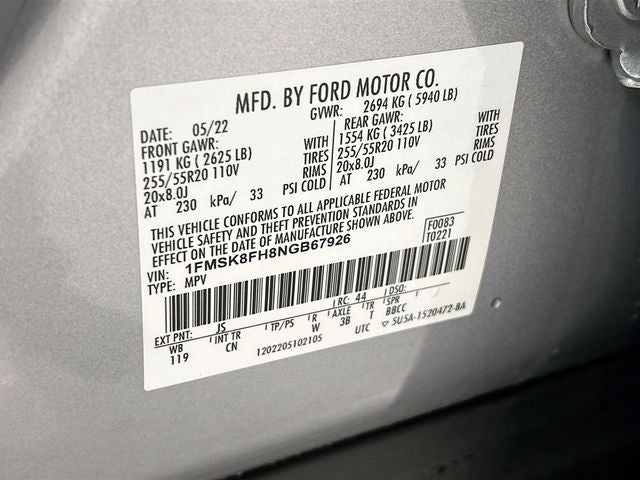 MFD. BY FORD MOTOR CO.
DATE: 05/22 GVWR: 2694 KG ( 5940 LB)
FRONT GAWR: REAR GAWR:
1191 KG ( 2625 LB) WITH 1554 KG ( 3425 LB) WITH
255/55R20 110V TIRES 255/55R20 110V TIRES
20x8.0J RIMS 20x8.0J RIMS
AT 230 kPa/ 33 PSI COLD AT 230 kPa/ 33 PSI COLD
THIS VEHICLE CONFORMS TO ALL APPLICABLE FEDERAL MOTOR
VEHICLE SAFETY AND THEFT PREVENTION STANDARDS IN
EFFECT ON THE DATE OF MANUFACTURE SHOWN ABOVE.
VIN: 1FMSK8FH8NGB67926 F0083
TYPE: MPV T0221
EXT PNT: JS RC: 44 DSO:
WB INT TR TP/PS R AXLE TR SPR
119 CN W 3B T BBCC
1202205102105 UTC ▽ 5U5A-1520472-BA